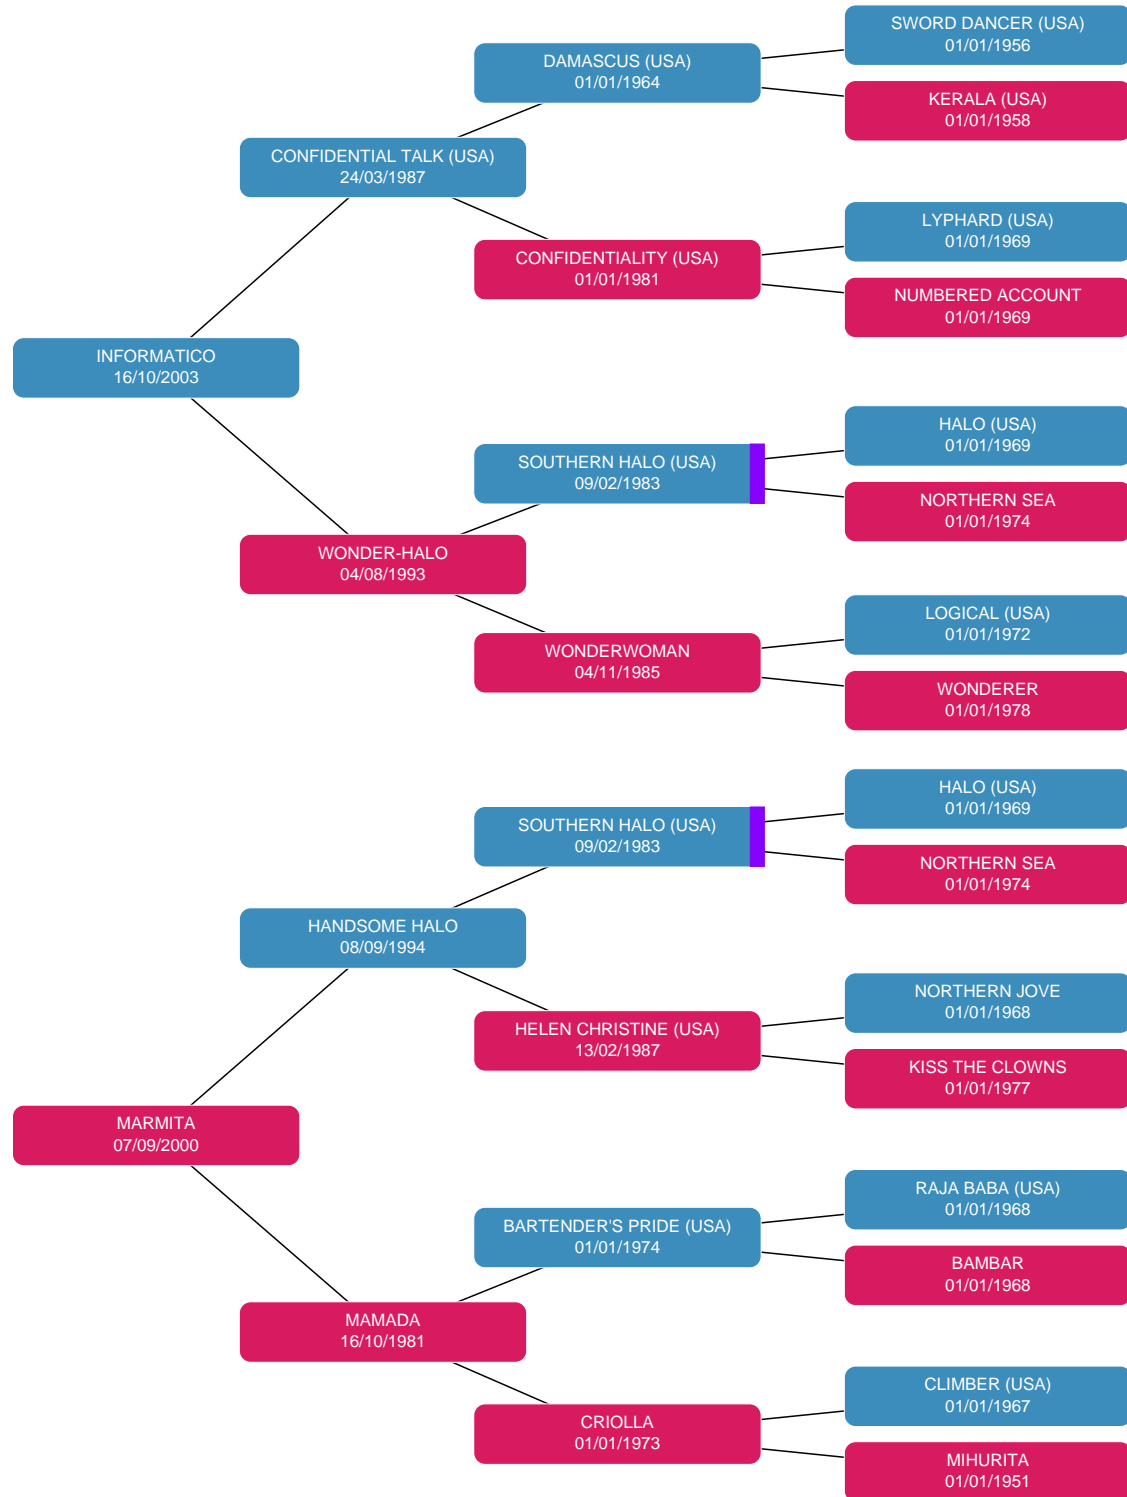 SWORD DANCER (USA)
01/01/1956
DAMASCUS (USA)
01/01/1964
KERALA (USA)
01/01/1958
CONFIDENTIAL TALK (USA)
24/03/1987
LYPHARD (USA)
01/01/1969
CONFIDENTIALITY (USA)
01/01/1981
NUMBERED ACCOUNT
01/01/1969
INFORMATICO
16/10/2003
HALO (USA)
01/01/1969
SOUTHERN HALO (USA)
09/02/1983
NORTHERN SEA
01/01/1974
WONDER-HALO
04/08/1993
LOGICAL (USA)
01/01/1972
WONDERWOMAN
04/11/1985
WONDERER
01/01/1978
HALO (USA)
01/01/1969
SOUTHERN HALO (USA)
09/02/1983
NORTHERN SEA
01/01/1974
HANDSOME HALO
08/09/1994
NORTHERN JOVE
01/01/1968
HELEN CHRISTINE (USA)
13/02/1987
KISS THE CLOWNS
01/01/1977
MARMITA
07/09/2000
RAJA BABA (USA)
01/01/1968
BARTENDER'S PRIDE (USA)
01/01/1974
BAMBAR
01/01/1968
MAMADA
16/10/1981
CLIMBER (USA)
01/01/1967
CRIOLLA
01/01/1973
MIHURITA
01/01/1951